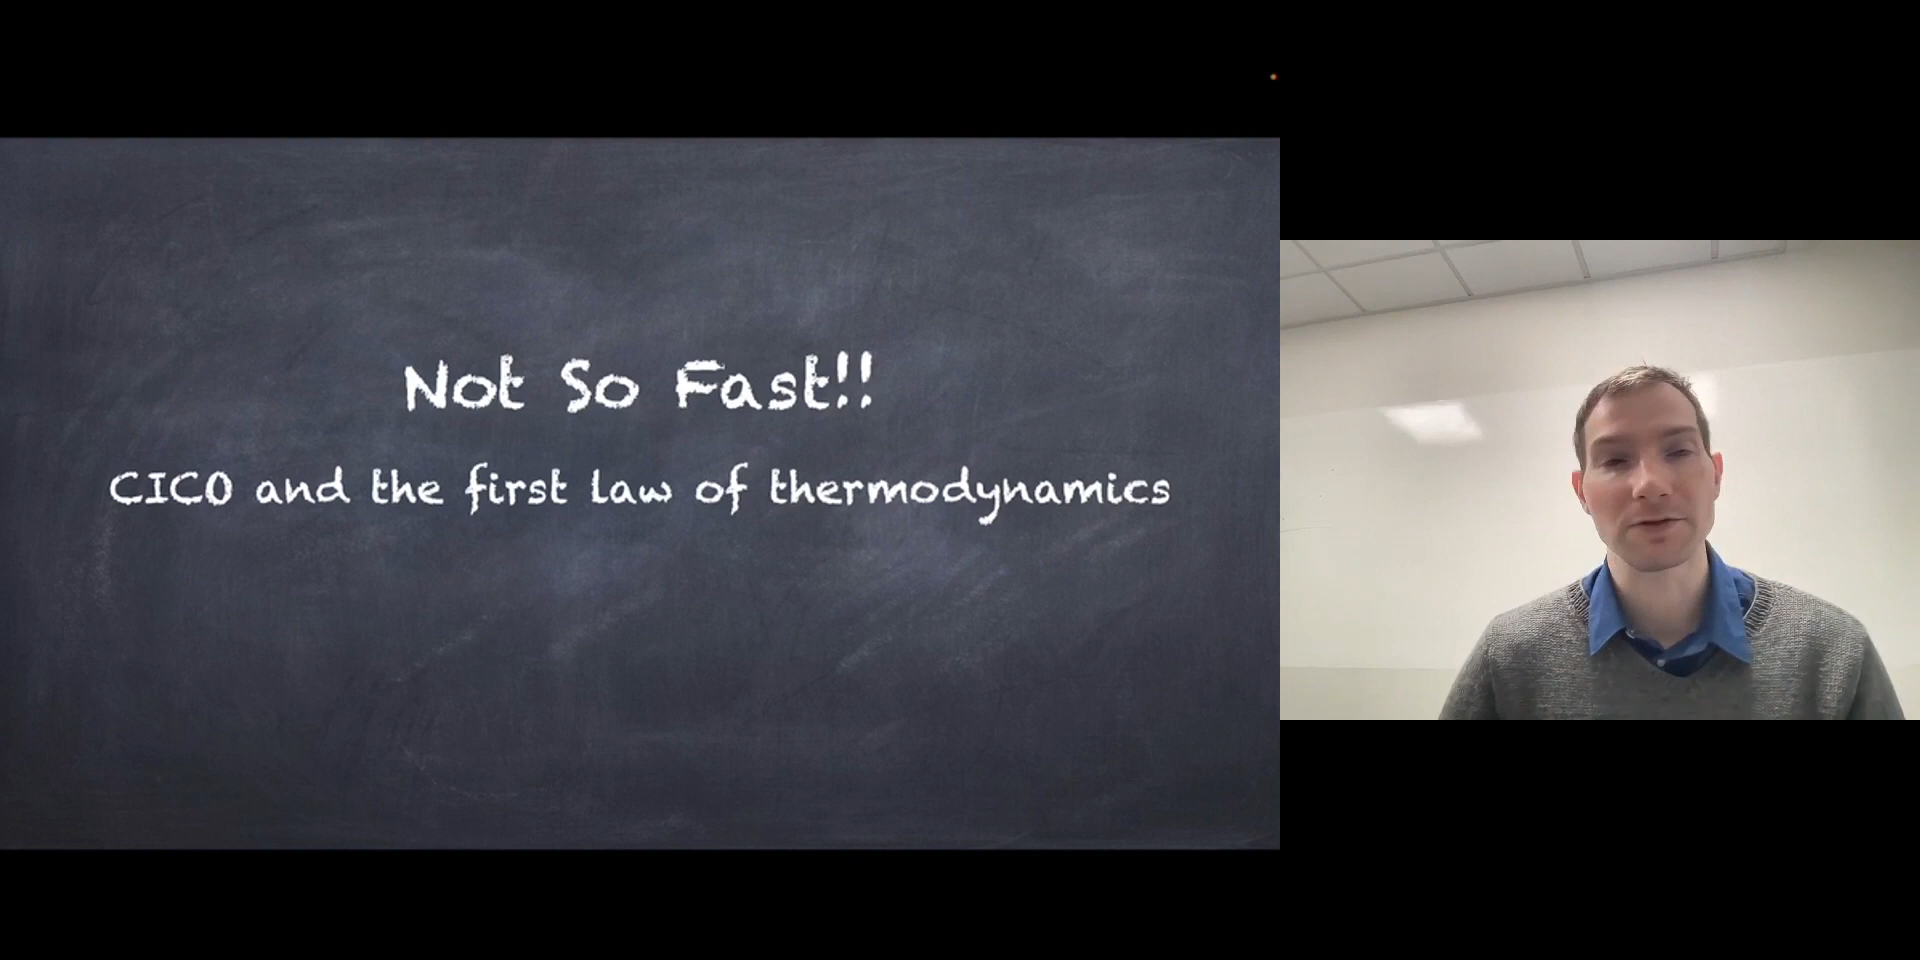 Not So Fast!!
CICO and the first law of thermodynamics